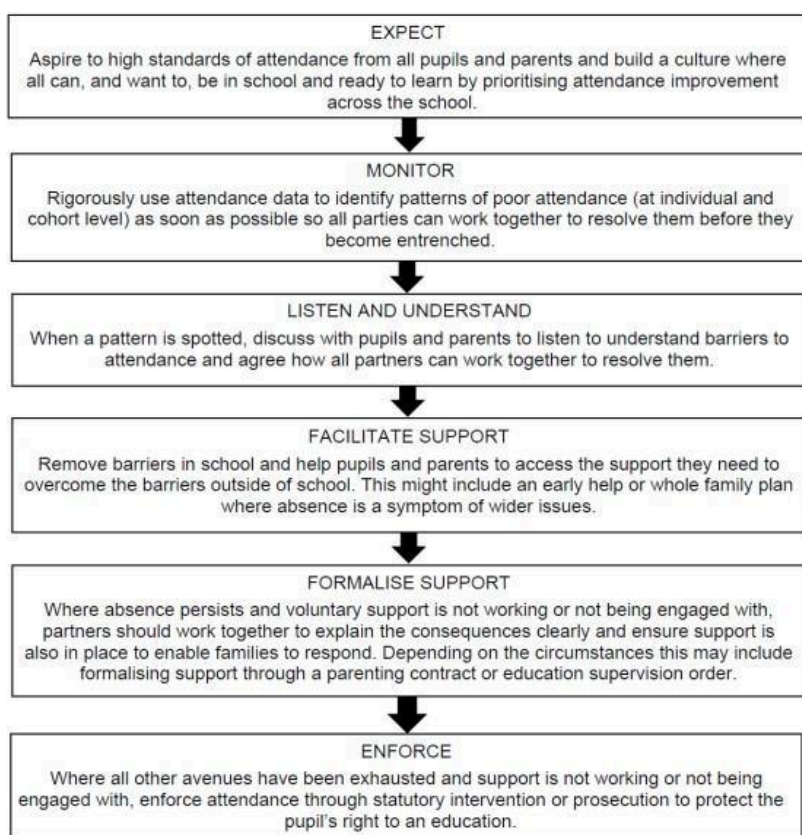 EXPECT
Aspire to high standards of attendance from all pupils and parents and build a culture where
all can, and want to, be in school and ready to learn by prioritising attendance improvement
across the school.
MONITOR
Rigorously use attendance data to identify patterns of poor attendance (at individual and
cohort level) as soon as possible so all parties can work together to resolve them before they
become entrenched.
LISTEN AND UNDERSTAND
When a pattern is spotted, discuss with pupils and parents to listen to understand barriers to
attendance and agree how all partners can work together to resolve them.
FACILITATE SUPPORT
Remove barriers in school and help pupils and parents to access the support they need to
overcome the barriers outside of school. This might include an early help or whole family plan
where absence is a symptom of wider issues.
FORMALISE SUPPORT
Where absence persists and voluntary support is not working or not being engaged with,
partners should work together to explain the consequences clearly and ensure support is
also in place to enable families to respond. Depending on the circumstances this may include
formalising support through a parenting contract or education supervision order.
ENFORCE
Where all other avenues have been exhausted and support is not working or not being
engaged with, enforce attendance through statutory intervention or prosecution to protect the
pupil's right to an education.